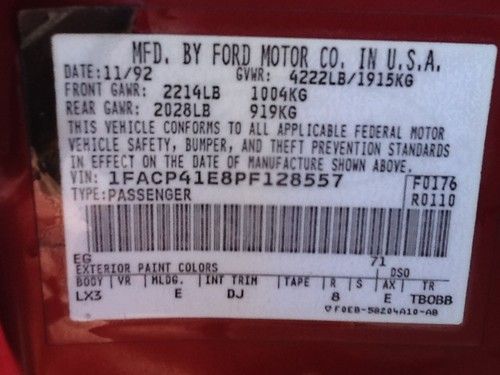 MFD. BY FORD MOTOR CO. IN U.S.A.
DATE: 11/92 GVWR: 4222LB/1915KG
FRONT GAWR: 2214LB 1004KG
REAR GAWR: 2028LB 919KG
THIS VEHICLE CONFORMS TO ALL APPLICABLE FEDERAL MOTOR
VEHICLE SAFETY, BUMPER, AND THEFT PREVENTION STANDARDS
IN EFFECT ON THE DATE OF MANUFACTURE SHOWN ABOVE.
VIN: 1FACP41E8PF128557 F0176
TYPE: PASSENGER R0110
EG 71
EXTERIOR PAINT COLORS DSO
BODY VR MLDG. INT TRIM TAPE R S AX TR
LX3 E DJ 8 E TBOBB
F0EB-5820410-AB